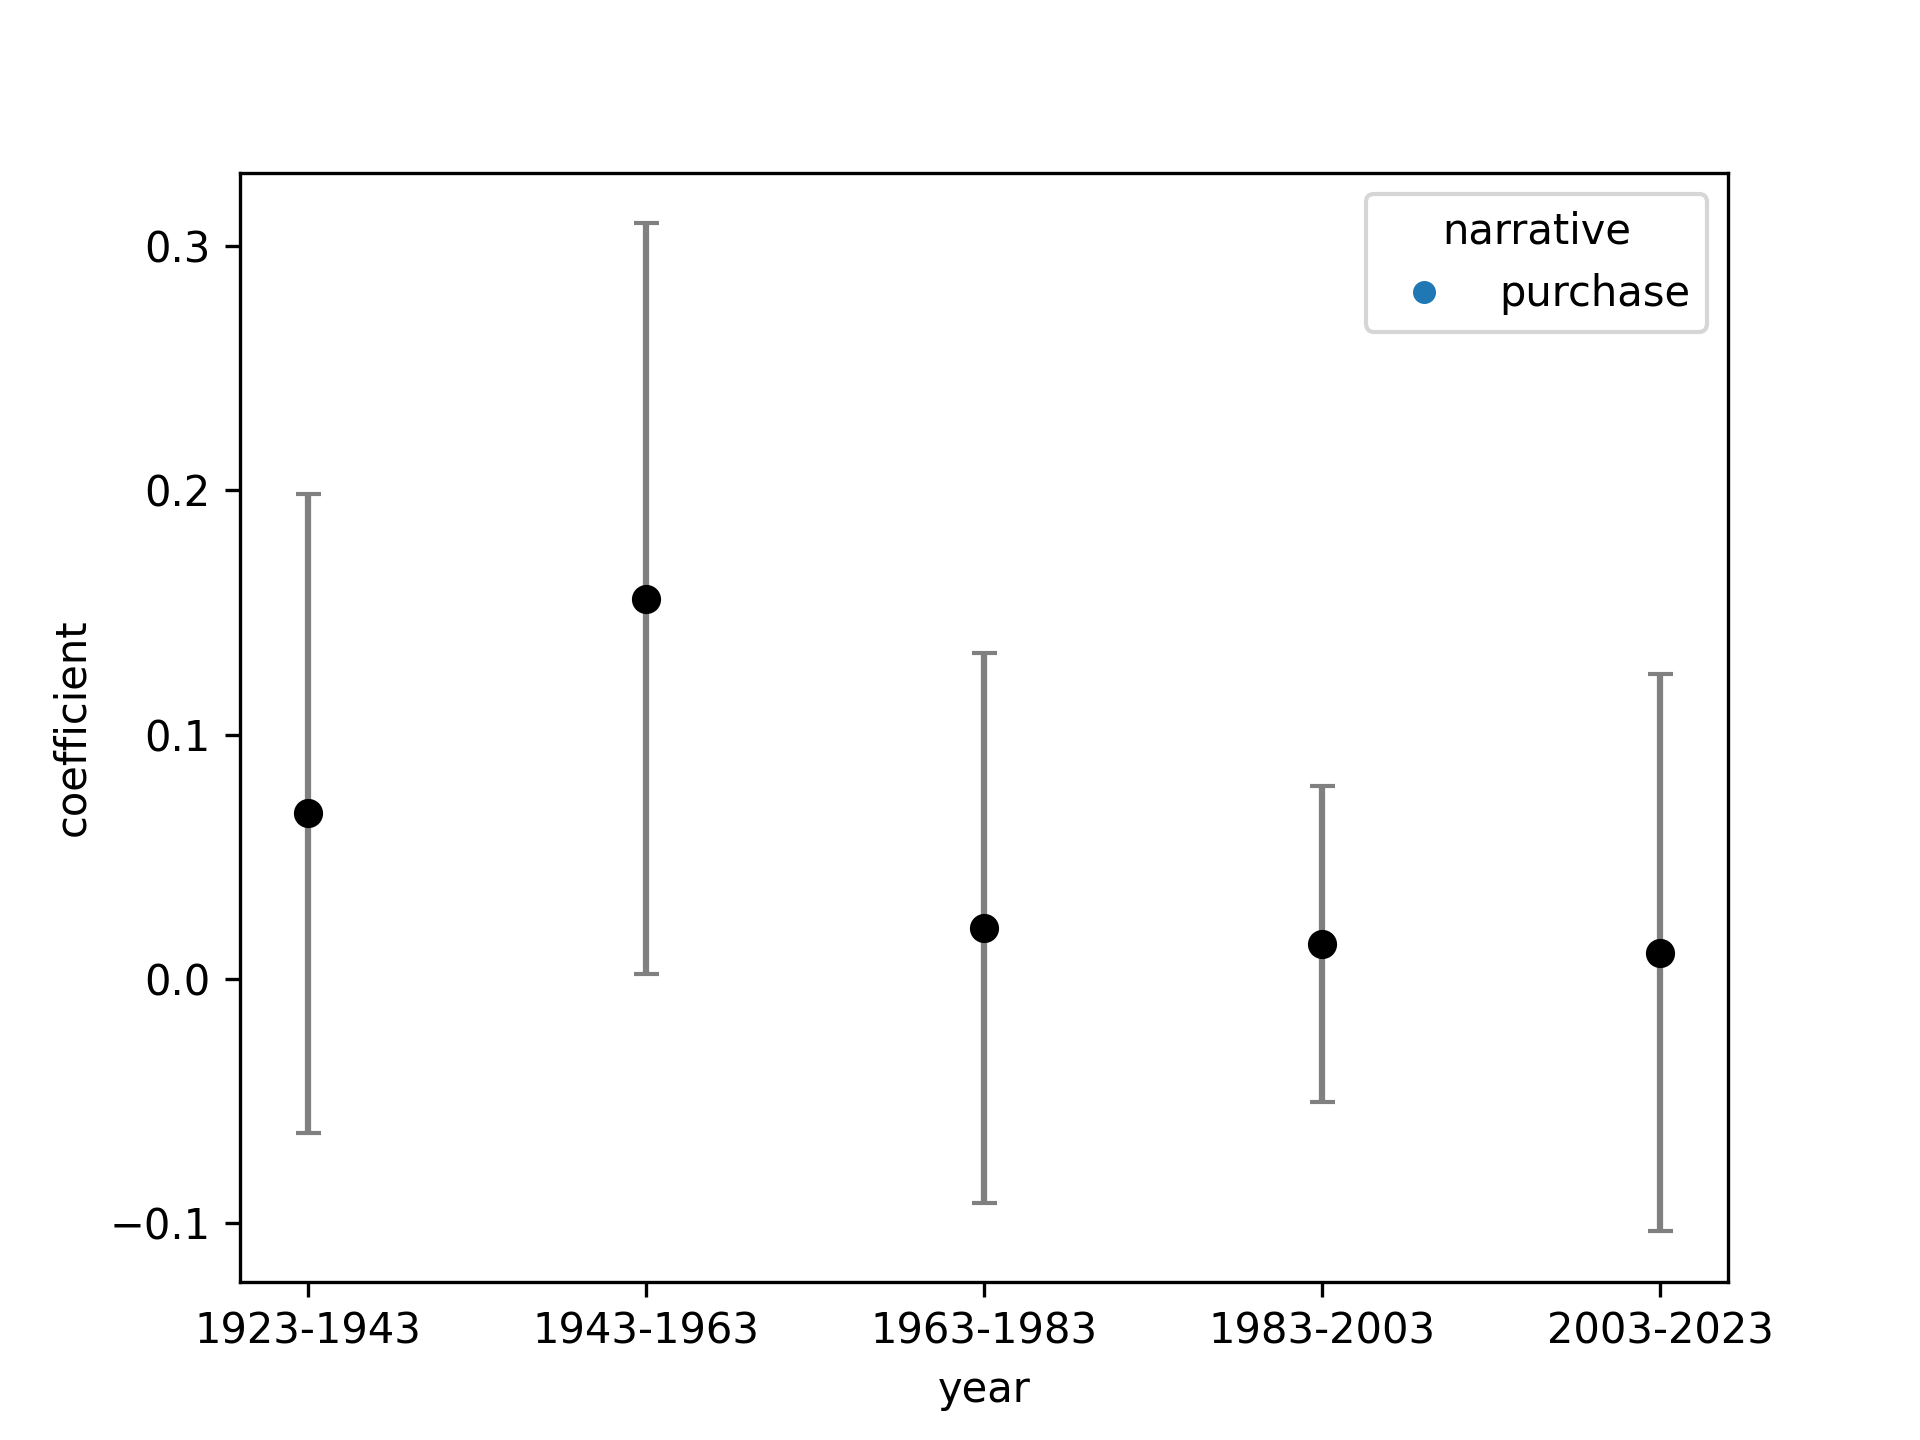 narrative
purchase
0.3
0.2
0.1
0.0
−0.1
coefficient
1923-1943 1943-1963 1963-1983 1983-2003 2003-2023
year